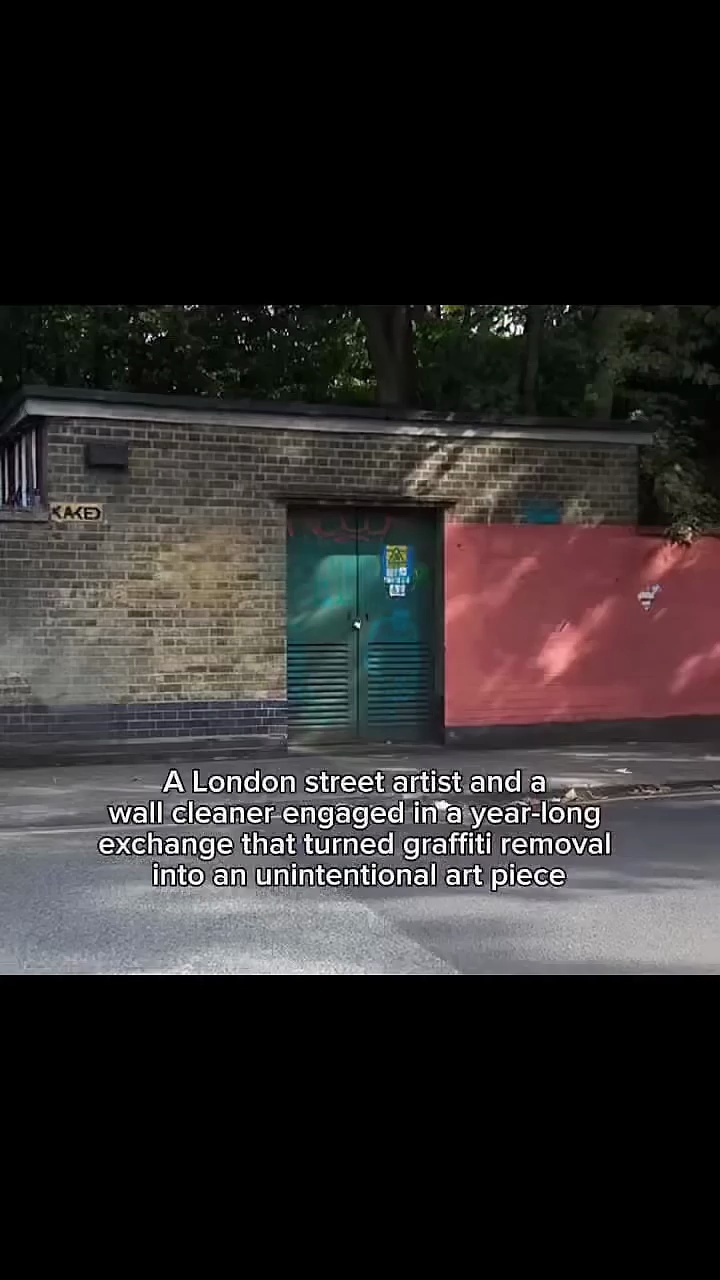 KAKED
A London street artist and a
wall cleaner engaged in a year-long
exchange that turned graffiti removal
into an unintentional art piece